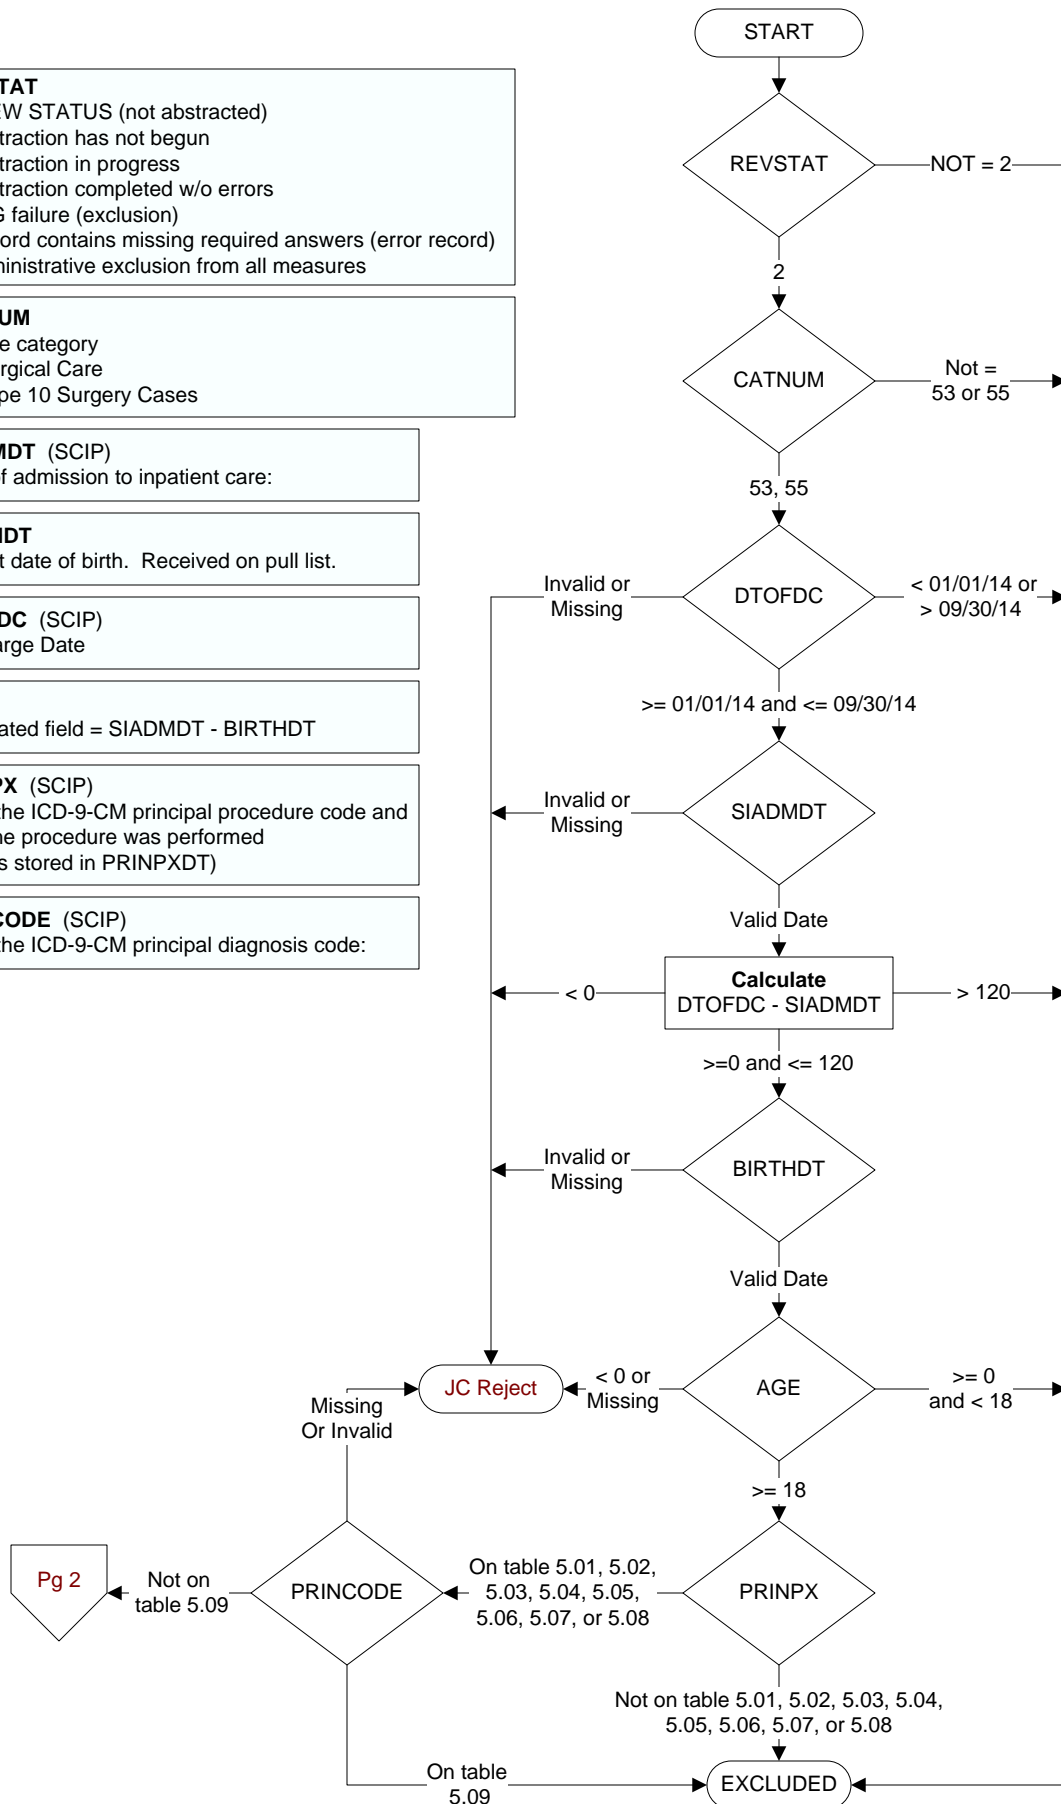 START
TAT
EW STATUS (not abstracted)
traction has not begun
traction in progress
traction completed w/o errors
G failure (exclusion)
ord contains missing required answers (error record)
ministrative exclusion from all measures
REVSTAT
NOT = 2
2
UM
e category
rgical Care
pe 10 Surgery Cases
CATNUM
Not =
53 or 55
53, 55
MDT (SCIP)
of admission to inpatient care:
HDT
t date of birth. Received on pull list.
DTOFDC
Invalid or
Missing
< 01/01/14 or
> 09/30/14
>= 01/01/14 and <= 09/30/14
DC (SCIP)
arge Date
ated field = SIADMDT - BIRTHDT
PX (SCIP)
the ICD-9-CM principal procedure code and
he procedure was performed
s stored in PRINPXDT)
SIADMDT
Invalid or
Missing
Valid Date
CODE (SCIP)
the ICD-9-CM principal diagnosis code:
Calculate
DTOFDC - SIADMDT
< 0
> 120
>=0 and <= 120
BIRTHDT
Invalid or
Missing
Valid Date
AGE
< 0 or
Missing
>= 0
and < 18
JC Reject
Missing
Or Invalid
>= 18
PRINPX
On table 5.01, 5.02,
5.03, 5.04, 5.05,
5.06, 5.07, or 5.08
PRINCODE
Not on
table 5.09
Pg 2
Not on table 5.01, 5.02, 5.03, 5.04,
5.05, 5.06, 5.07, or 5.08
On table
5.09
EXCLUDED